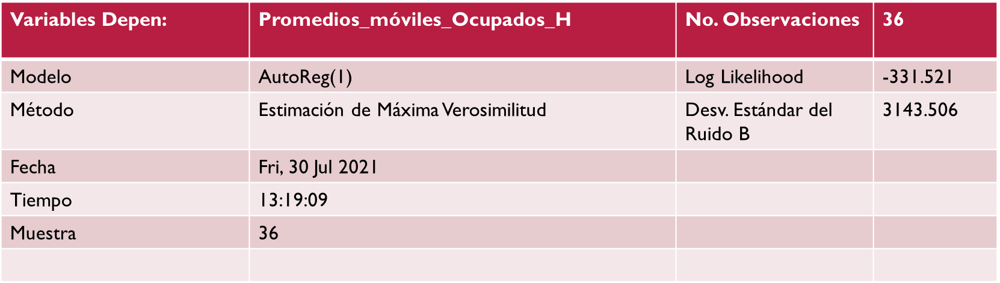 Variables Depen: Promedios_móviles_Ocupados_H No. Observaciones 36
Modelo AutoReg(1) Log Likelihood -331.521
Método Estimación de Máxima Verosimilitud Desv. Estándar del 3143.506
Ruido B
Fecha Fri, 30 Jul 2021
Tiempo 13:19:09
Muestra 36